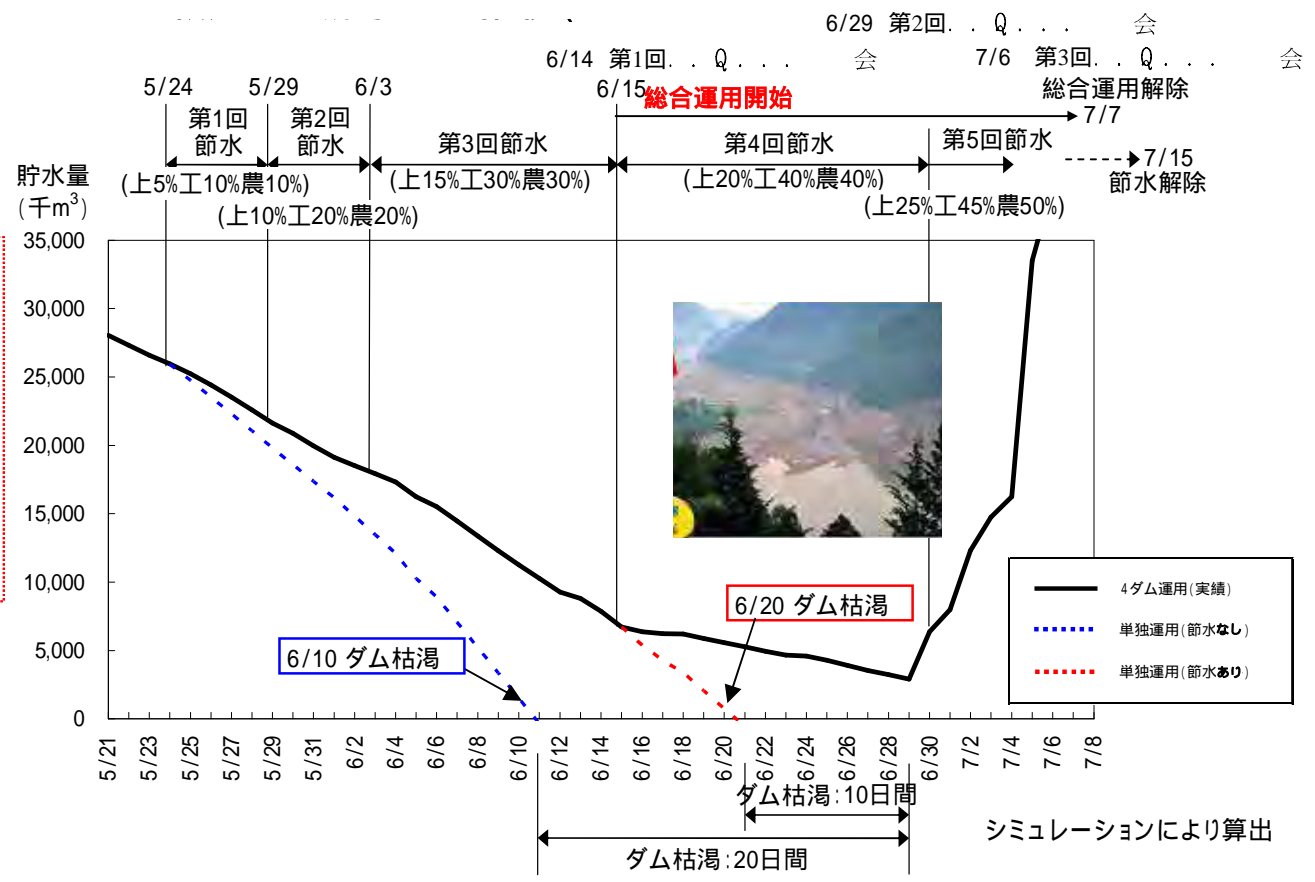 6/29 第2回. . Q . . . 会
6/14 第1回. . Q . . . 会
7/6 第3回. . Q . . . 会
5/24
5/29
6/3
6/15
総合運用開始
総合運用解除
7/7
第1回
節水
第2回
節水
第3回節水
第4回節水
第5回節水
7/15
節水解除
(上5%工10%農10%)
(上10%工20%農20%)
(上15%工30%農30%)
(上20%工40%農40%)
(上25%工45%農50%)
貯水量
(千m³)
35,000
30,000
25,000
20,000
15,000
10,000
5,000
0
6/10 ダム枯渇
6/20 ダム枯渇
4ダム運用(実績)
単独運用(節水なし)
単独運用(節水あり)
5/21
5/23
5/25
5/27
5/29
5/31
6/2
6/4
6/6
6/8
6/10
6/12
6/14
6/16
6/18
6/20
6/22
6/24
6/26
6/28
6/30
7/2
7/4
7/6
7/8
ダム枯渇:10日間
ダム枯渇:20日間
シミュレーションにより算出